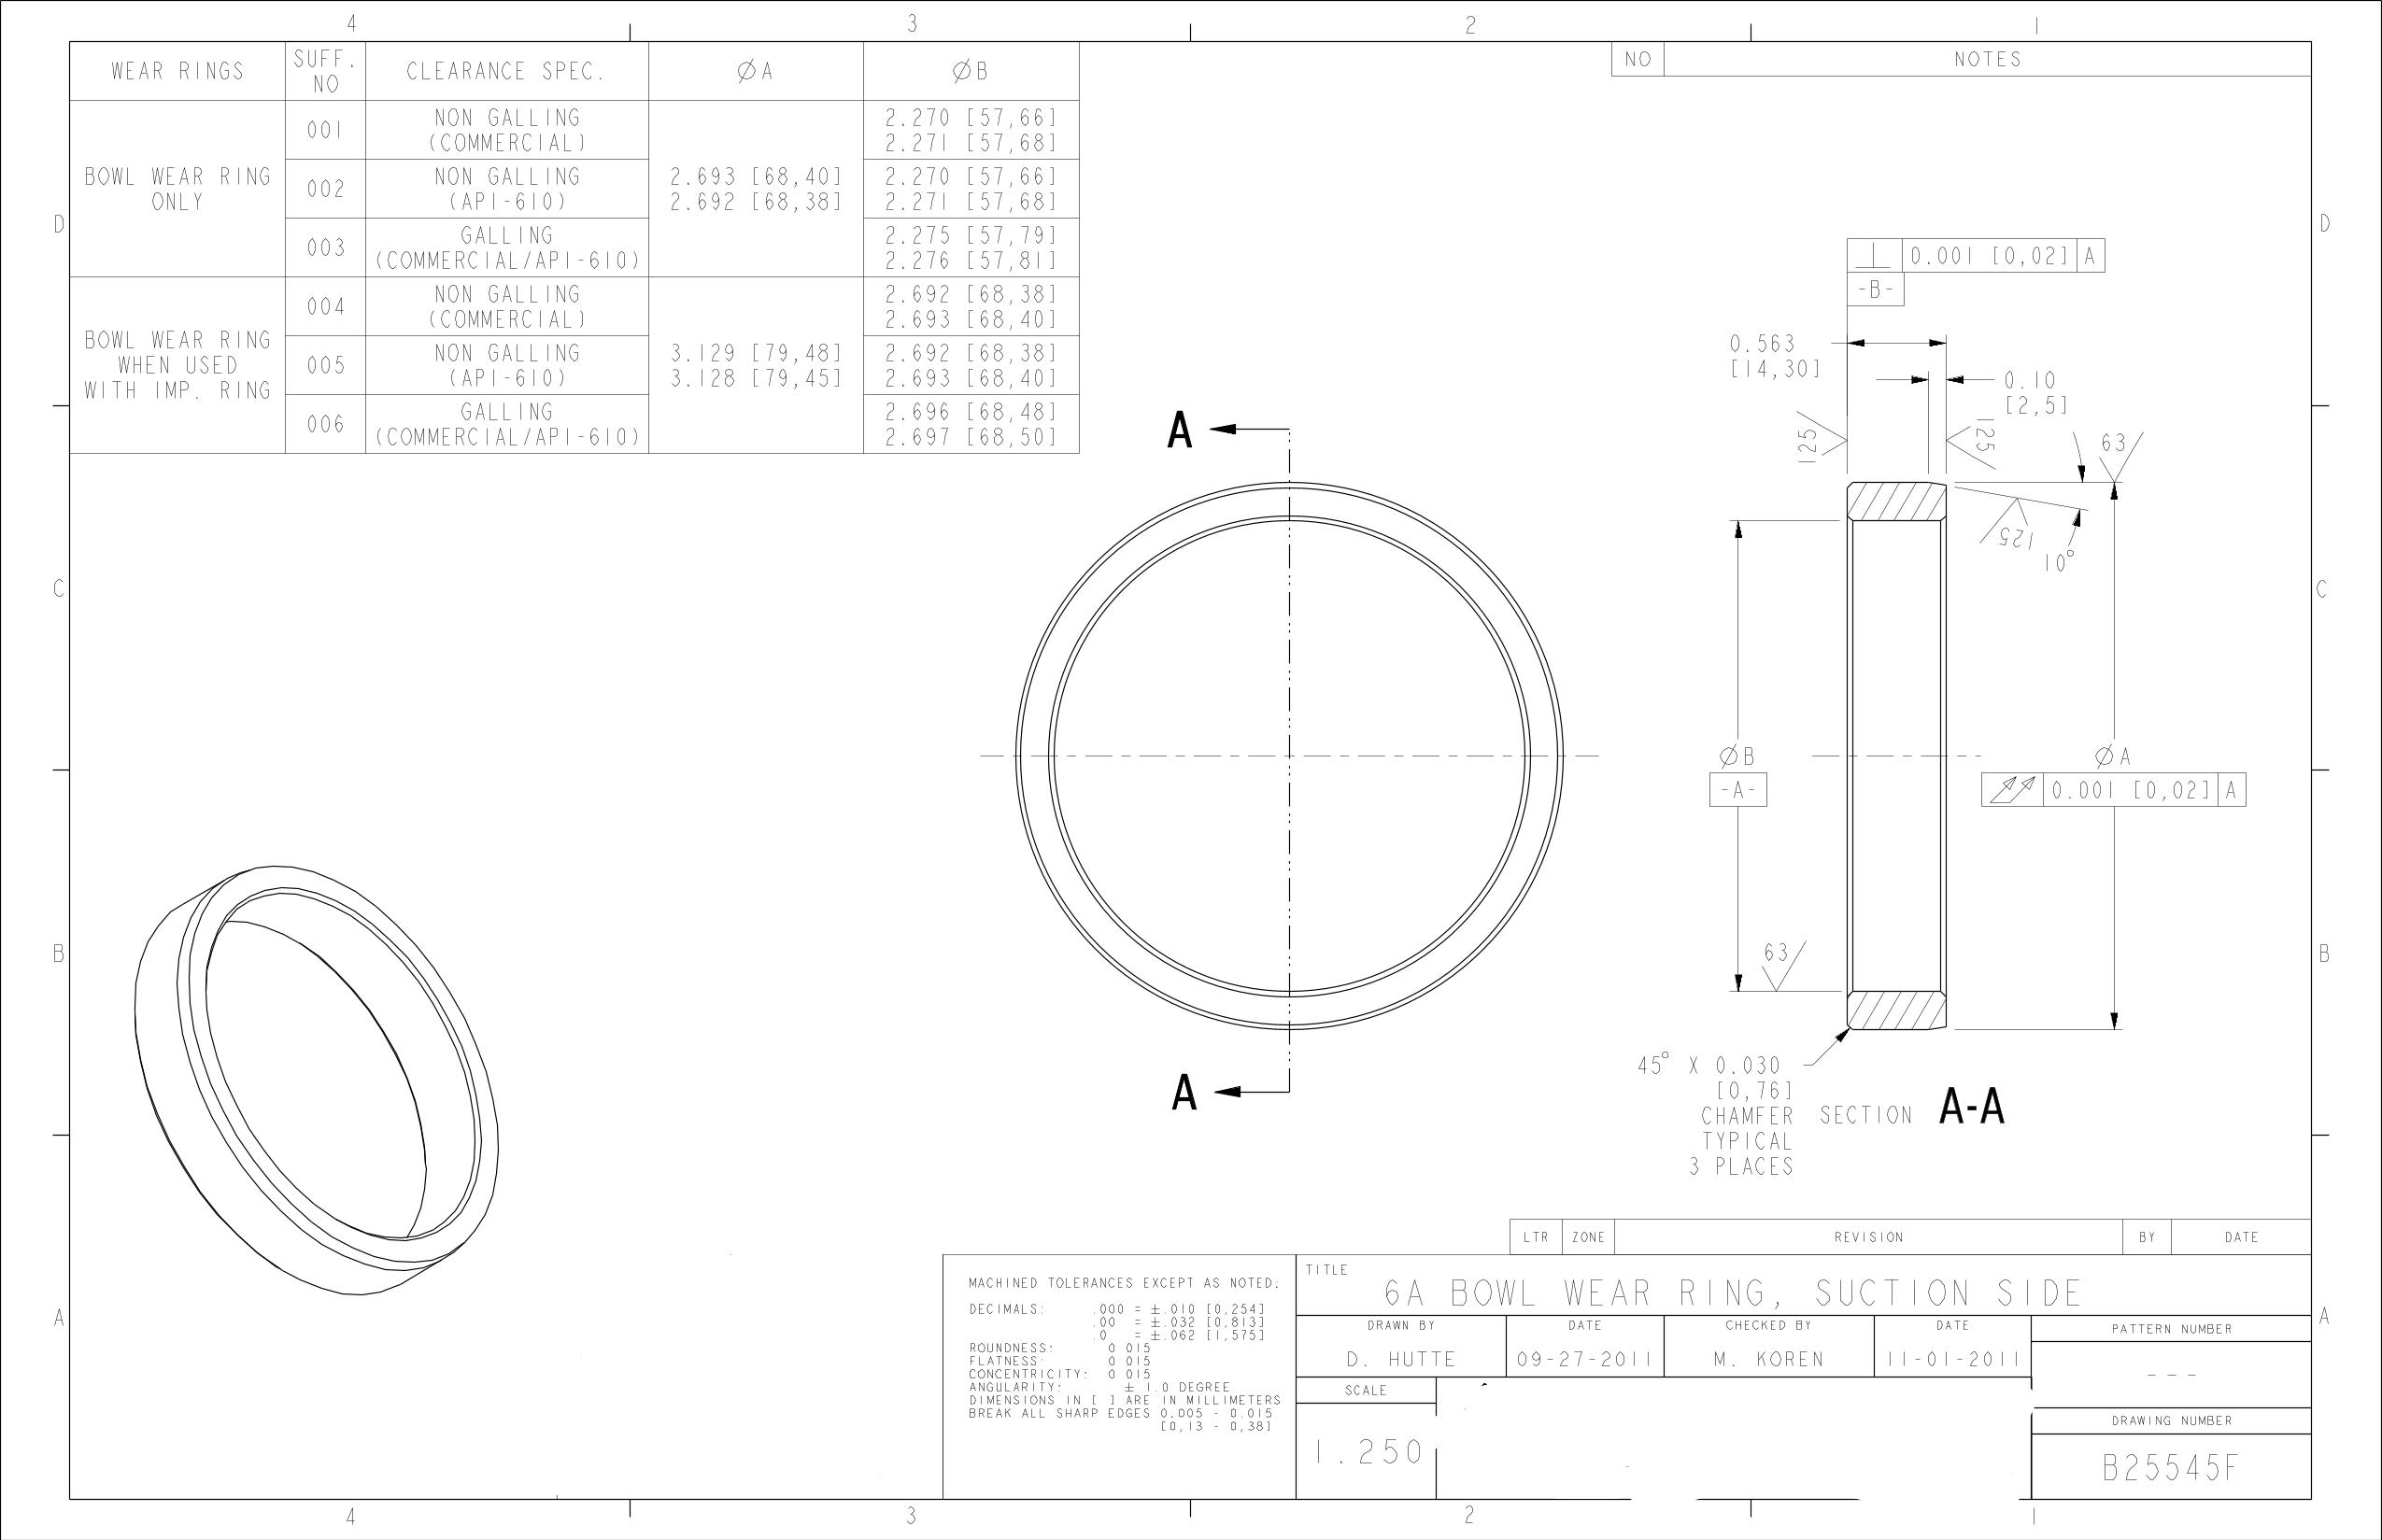 4 3 2 1
WEAR RINGS SUFF. NO CLEARANCE SPEC. ØA ØB
BOWL WEAR RING
ONLY
001 NON GALLING
(COMMERCIAL)
2.270 [57,66]
2.271 [57,68]
002 NON GALLING
(API-610)
2.693 [68,40]
2.692 [68,38]
2.270 [57,66]
2.271 [57,68]
003 GALLING
(COMMERCIAL/API-610)
2.275 [57,79]
2.276 [57,81]
BOWL WEAR RING
WHEN USED
WITH IMP. RING
004 NON GALLING
(COMMERCIAL)
2.692 [68,38]
2.693 [68,40]
005 NON GALLING
(API-610)
3.129 [79,48]
3.128 [79,45]
2.692 [68,38]
2.693 [68,40]
006 GALLING
(COMMERCIAL/API-610)
2.696 [68,48]
2.697 [68,50]
NO NOTES
D D
C C
B B
A A
⊥ 0.001 [0,02] A
-B-
0.563
[14,30]
0.10
[2,5]
125
125
63
125
10°
A
ØB
-A-
ØA
0.001 [0,02] A
63
A
45° X 0.030
[0,76]
CHAMFER
TYPICAL
3 PLACES
SECTION A-A
LTR ZONE REVISION BY DATE
MACHINED TOLERANCES EXCEPT AS NOTED:
DECIMALS: .000 = ±.010 [0,254]
.00 = ±.032 [0,813]
.0 = ±.062 [1,575]
ROUNDNESS: 0.015
FLATNESS: 0.015
CONCENTRICITY: 0.015
ANGULARITY: ± 1.0 DEGREE
DIMENSIONS IN [ ] ARE IN MILLIMETERS
BREAK ALL SHARP EDGES 0.005 - 0.015
[0,13 - 0,38]
TITLE
6A BOWL WEAR RING, SUCTION SIDE
DRAWN BY DATE CHECKED BY DATE
D. HUTTE 09-27-2011 M. KOREN 11-01-2011
PATTERN NUMBER
---
SCALE
1.250
DRAWING NUMBER
B25545F
4 3 2 1